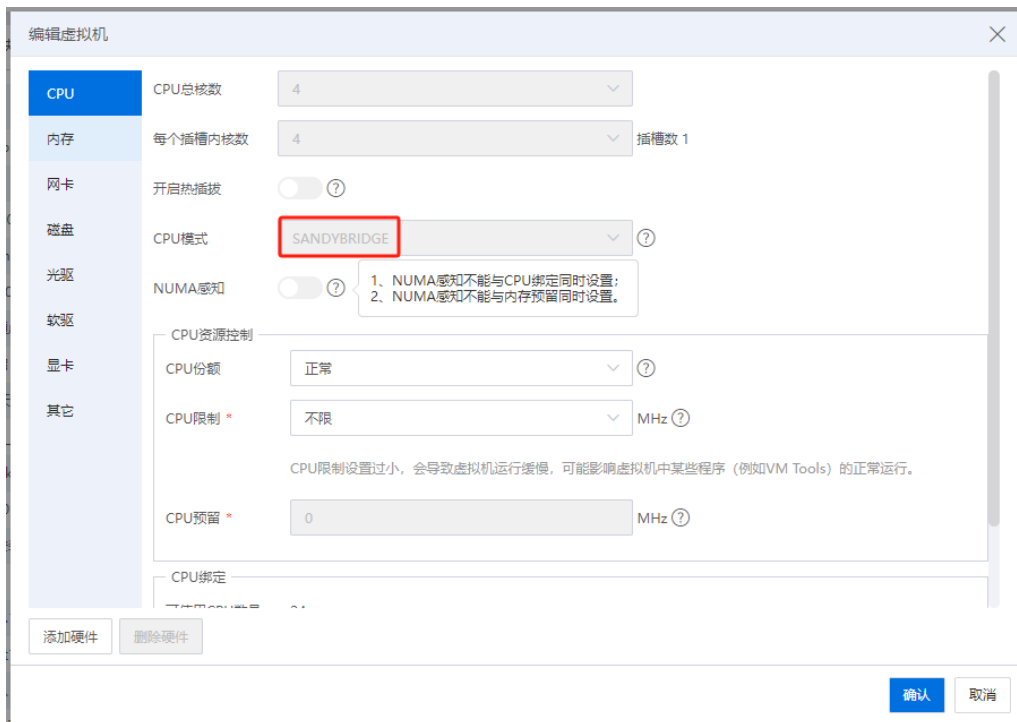 编辑虚拟机
CPU
内存
网卡
磁盘
光驱
软驱
显卡
其它
CPU总核数 4
每个插槽内核数 4 插槽数 1
开启热插拔 ?
CPU模式 SANDYBRIDGE ?
NUMA感知 ?
1、NUMA感知不能与CPU绑定同时设置;
2、NUMA感知不能与内存预留同时设置。
CPU资源控制
CPU份额 正常 ?
CPU限制 * 不限 MHz ?
CPU限制设置过小，会导致虚拟机运行缓慢，可能影响虚拟机中某些程序（例如VM Tools）的正常运行。
CPU预留 * 0 MHz ?
CPU绑定
添加硬件 删除硬件
确认 取消